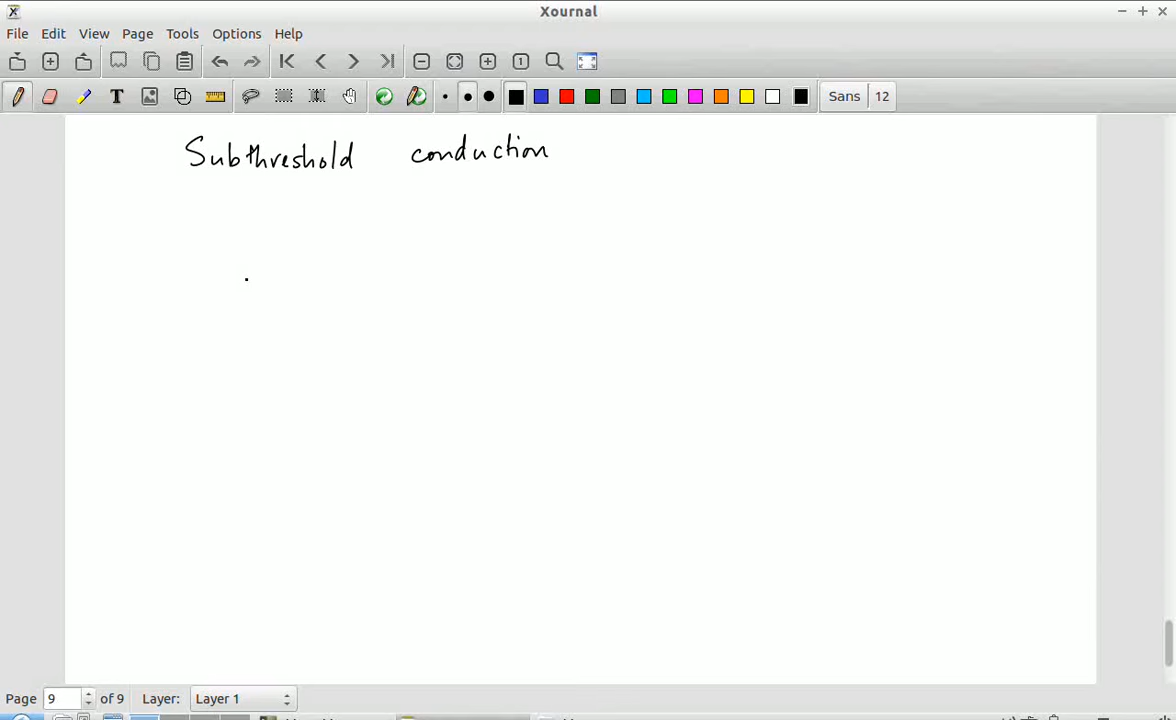 Xournal
File Edit View Page Tools Options Help
Sans 12
Subthreshold conduction
Page 9 of 9 Layer: Layer 1